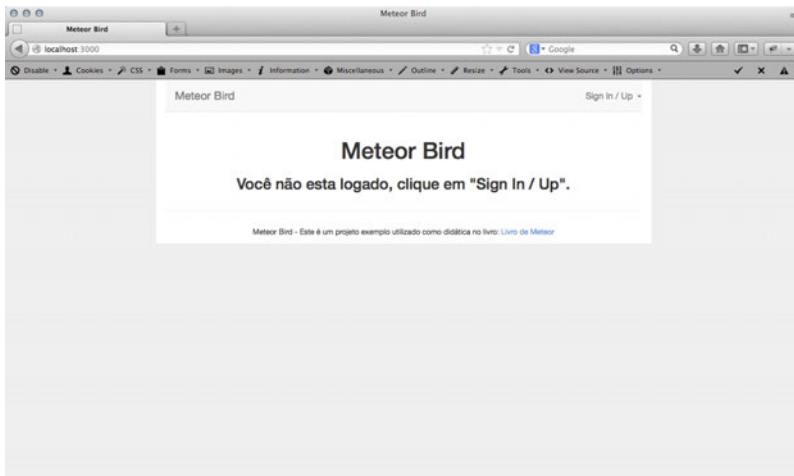 Meteor Bird
Meteor Bird
localhost:3000
Google
Disable Cookies CSS Forms Images Information Miscellaneous Outline Resize Tools View Source Options
Meteor Bird
Sign In / Up
Meteor Bird
Você não esta logado, clique em "Sign In / Up".
Meteor Bird - Este é um projeto exemplo utilizado como didática no livro: Livro de Meteor